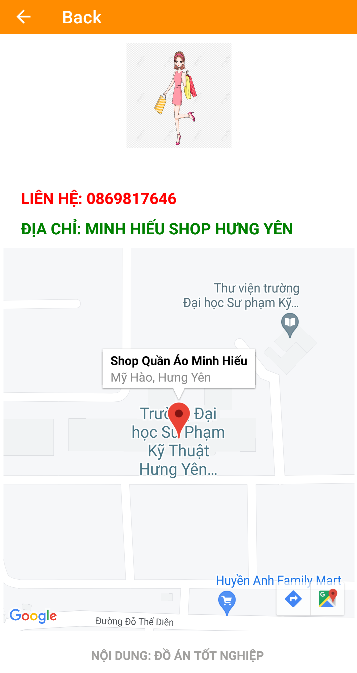 Back
LIÊN HỆ: 0869817646
ĐỊA CHỈ: MINH HIẾU SHOP HƯNG YÊN
Thư viện trường
Đại học Sư phạm Kỹ...
Shop Quần Áo Minh Hiếu
Mỹ Hào, Hưng Yên
Trường Đại
học Sư Phạm
Kỹ Thuật
Hưng Yên...
Huyền Anh Family Mart
Google
Đường Đỗ Thế Diên
NỘI DUNG: ĐỒ ÁN TỐT NGHIỆP